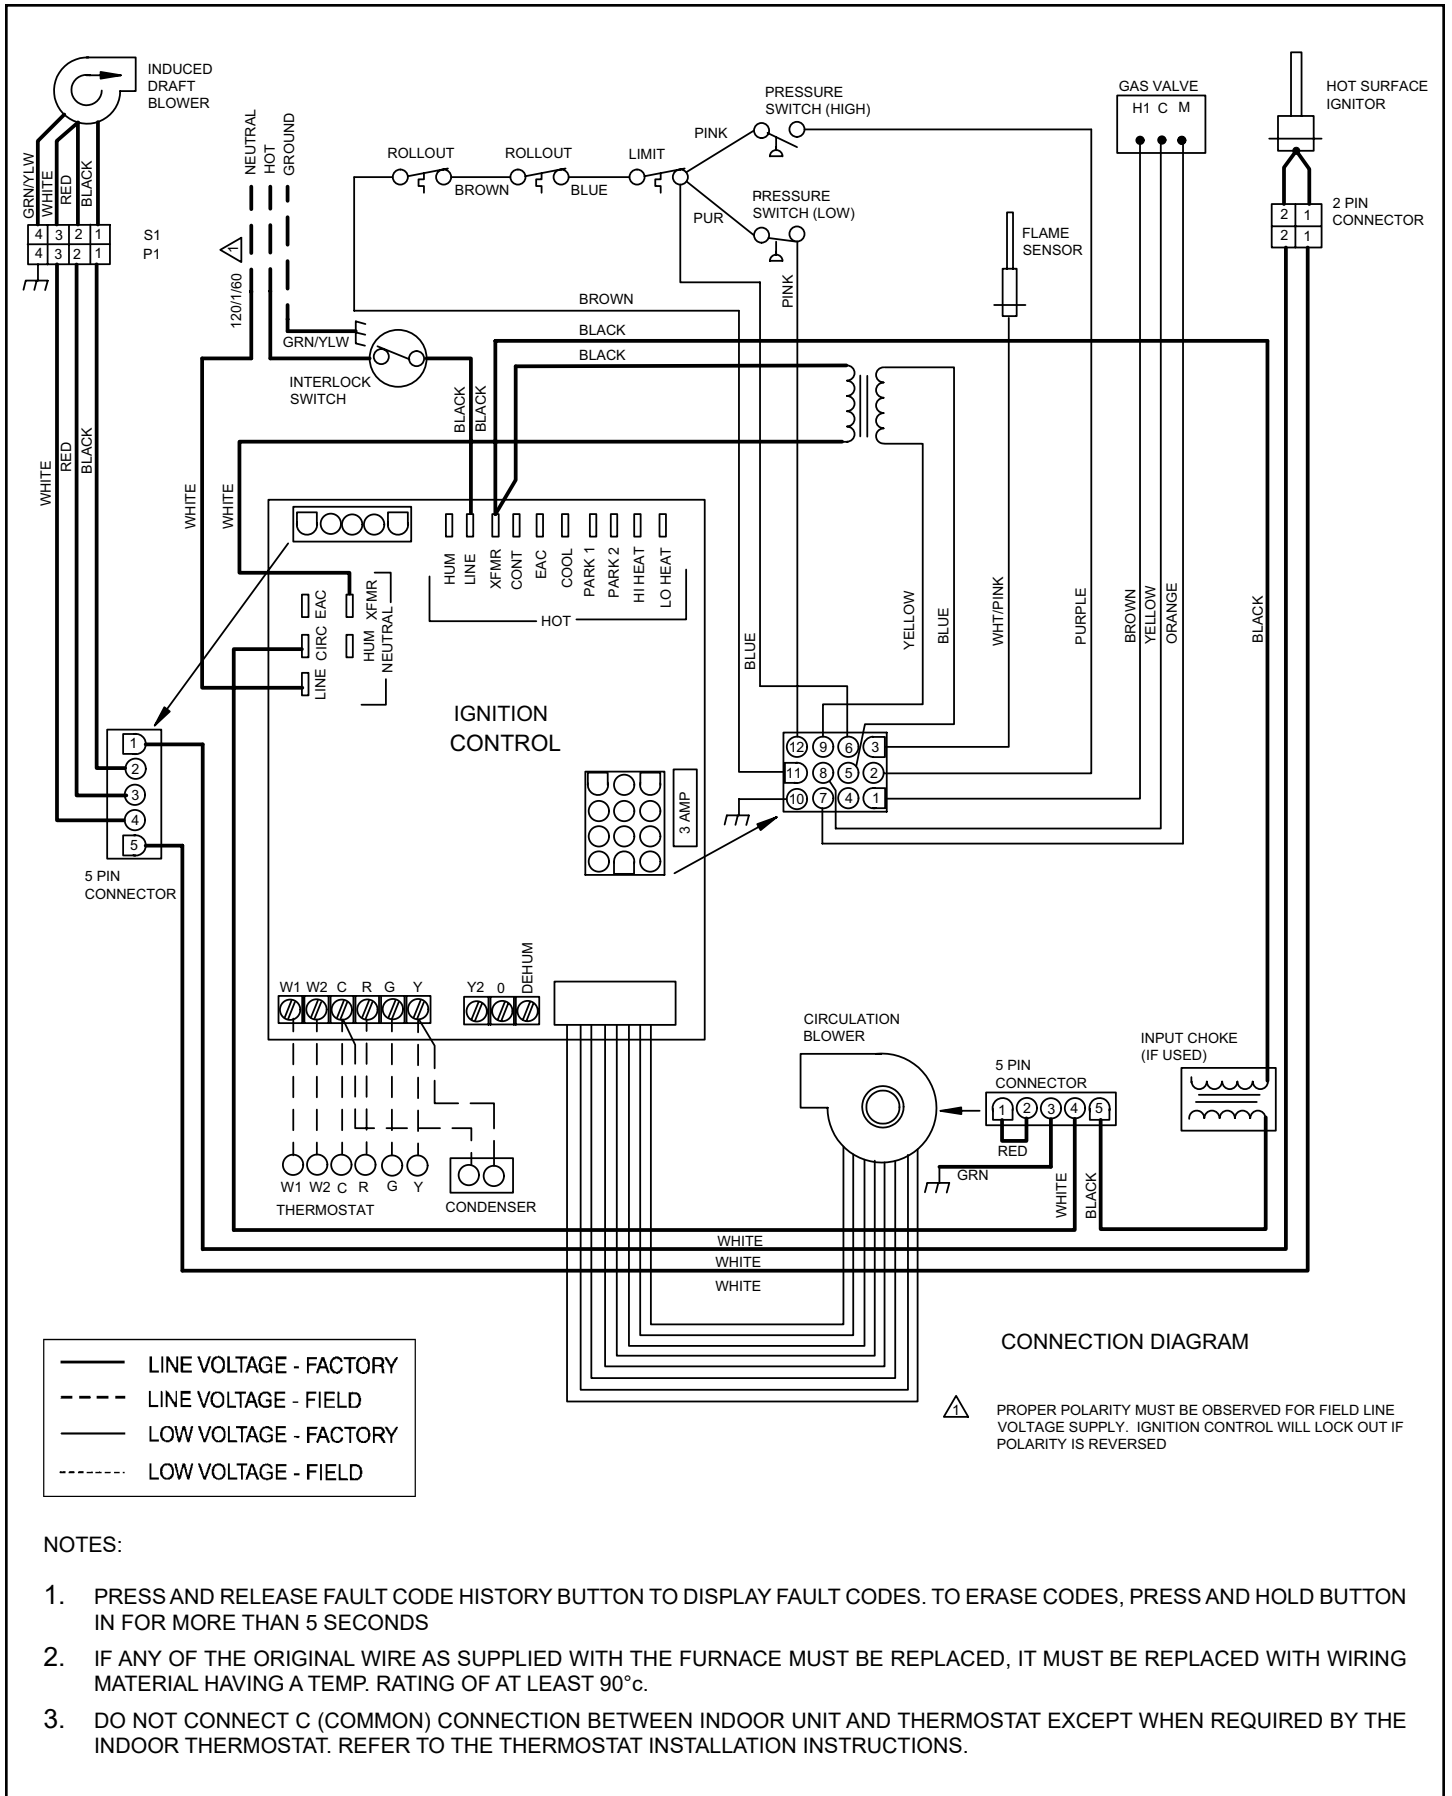 INDUCED
DRAFT
BLOWER
GRN/YLW
WHITE
RED
BLACK
4 3 2 1
4 3 2 1
S1
P1
NEUTRAL
HOT
GROUND
1
120/1/60
GRN/YLW
INTERLOCK
SWITCH
ROLLOUT
BROWN
ROLLOUT
BLUE
LIMIT
PINK
PRESSURE
SWITCH (HIGH)
PUR
PRESSURE
SWITCH (LOW)
PINK
FLAME
SENSOR
GAS VALVE
H1 C M
HOT SURFACE
IGNITOR
2 1
2 1
2 PIN
CONNECTOR
BROWN
BLACK
BLACK
BLACK
BLACK
WHITE
RED
BLACK
WHITE
WHITE
HUM
LINE
XFMR
CONT
EAC
COOL
PARK 1
PARK 2
HI HEAT
LO HEAT
HOT
EAC
XFMR
CIRC
HUM
NEUTRAL
LINE
IGNITION
CONTROL
3 AMP
BLUE
YELLOW
BLUE
WHT/PINK
PURPLE
BROWN
YELLOW
ORANGE
BLACK
12 9 6 3
11 8 5 2
10 7 4 1
1
2
3
4
5
5 PIN
CONNECTOR
W1 W2 C R G Y
Y2 0 DEHUM
W1 W2 C R G Y
THERMOSTAT
CONDENSER
CIRCULATION
BLOWER
5 PIN
CONNECTOR
1 2 3 4 5
RED
GRN
WHITE
BLACK
INPUT CHOKE
(IF USED)
WHITE
WHITE
WHITE
CONNECTION DIAGRAM
LINE VOLTAGE - FACTORY
LINE VOLTAGE - FIELD
LOW VOLTAGE - FACTORY
LOW VOLTAGE - FIELD
1 PROPER POLARITY MUST BE OBSERVED FOR FIELD LINE
VOLTAGE SUPPLY. IGNITION CONTROL WILL LOCK OUT IF
POLARITY IS REVERSED
NOTES:
1. PRESS AND RELEASE FAULT CODE HISTORY BUTTON TO DISPLAY FAULT CODES. TO ERASE CODES, PRESS AND HOLD BUTTON
IN FOR MORE THAN 5 SECONDS
2. IF ANY OF THE ORIGINAL WIRE AS SUPPLIED WITH THE FURNACE MUST BE REPLACED, IT MUST BE REPLACED WITH WIRING
MATERIAL HAVING A TEMP. RATING OF AT LEAST 90°c.
3. DO NOT CONNECT C (COMMON) CONNECTION BETWEEN INDOOR UNIT AND THERMOSTAT EXCEPT WHEN REQUIRED BY THE
INDOOR THERMOSTAT. REFER TO THE THERMOSTAT INSTALLATION INSTRUCTIONS.